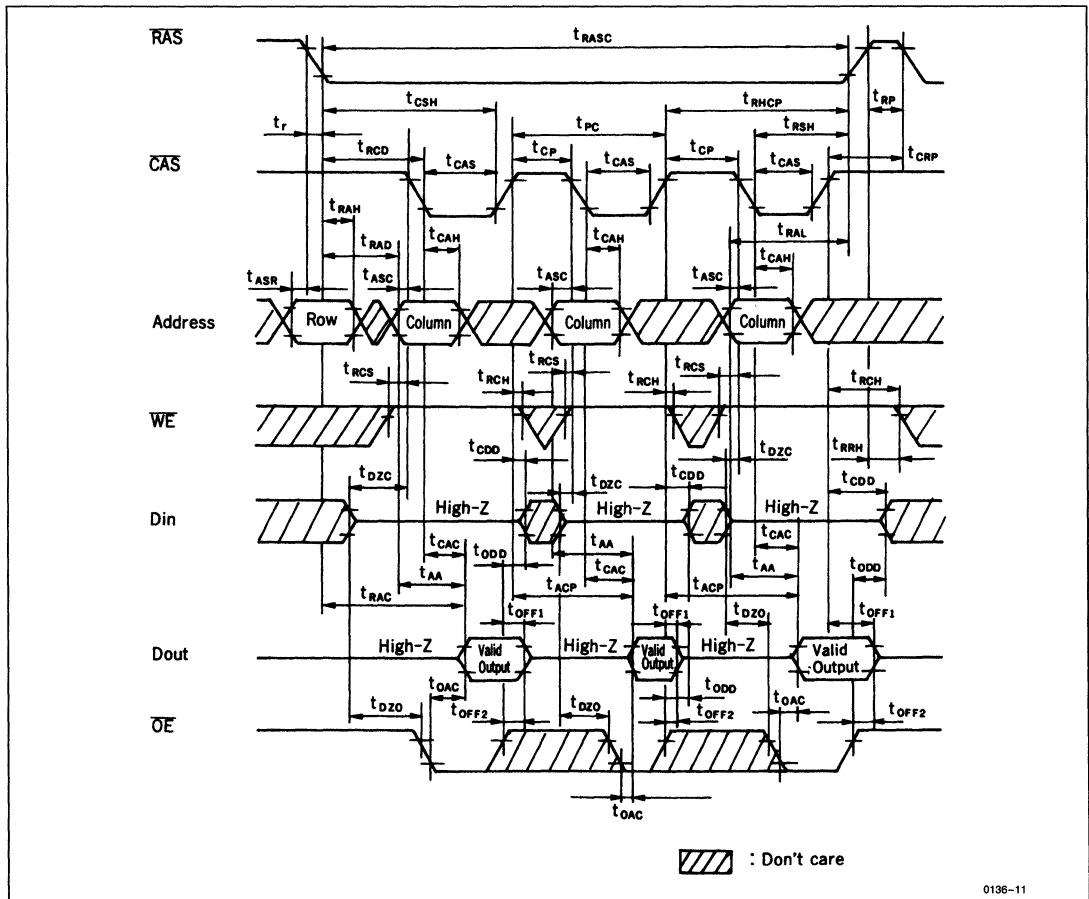 RAS
tRASC
tRP
tCSH
tRHCP
tr
tPC
tRSH
CAS
tRCD
tCAS
tCP
tCAS
tCP
tCAS
tCRP
tRAH
tRAD
tCAH
tCAH
tRAL
tASR
tASC
tASC
tASC
tCAH
Address
Row
Column
Column
Column
tRCS
tRCH
tRCS
tRCH
tRCS
tRCH
WE
tRRH
tCDD
tDZC
tCDD
tDZC
tCDD
tDZC
Din
High-Z
High-Z
High-Z
tCAC
tODD
tAA
tCAC
tAA
tCAC
tAA
tODD
tRAC
tACP
tACP
tOFF1
tOFF1
tDZO
tOFF1
Dout
High-Z
Valid Output
High-Z
Valid Output
High-Z
Valid Output
tOAC
tODD
tDZO
tOFF2
tDZO
tOFF2
tOAC
tOFF2
OE
tOAC
: Don't care
0136-11